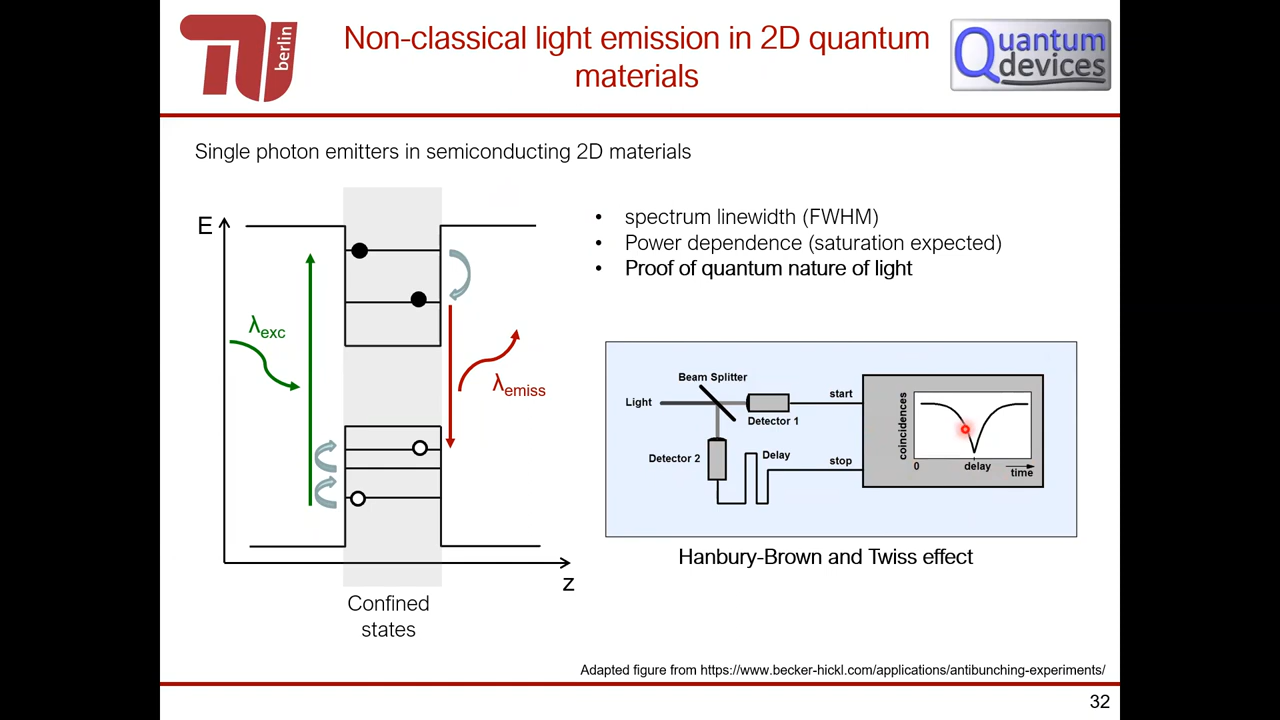 TU berlin
Non-classical light emission in 2D quantum
materials
Quantum
devices
Single photon emitters in semiconducting 2D materials
E
λexc
λemiss
z
Confined
states
• spectrum linewidth (FWHM)
• Power dependence (saturation expected)
• Proof of quantum nature of light
Beam Splitter
Light
Detector 1
start
Detector 2
Delay
stop
coincidences
0
delay
time
Hanbury-Brown and Twiss effect
Adapted figure from https://www.becker-hickl.com/applications/antibunching-experiments/
32